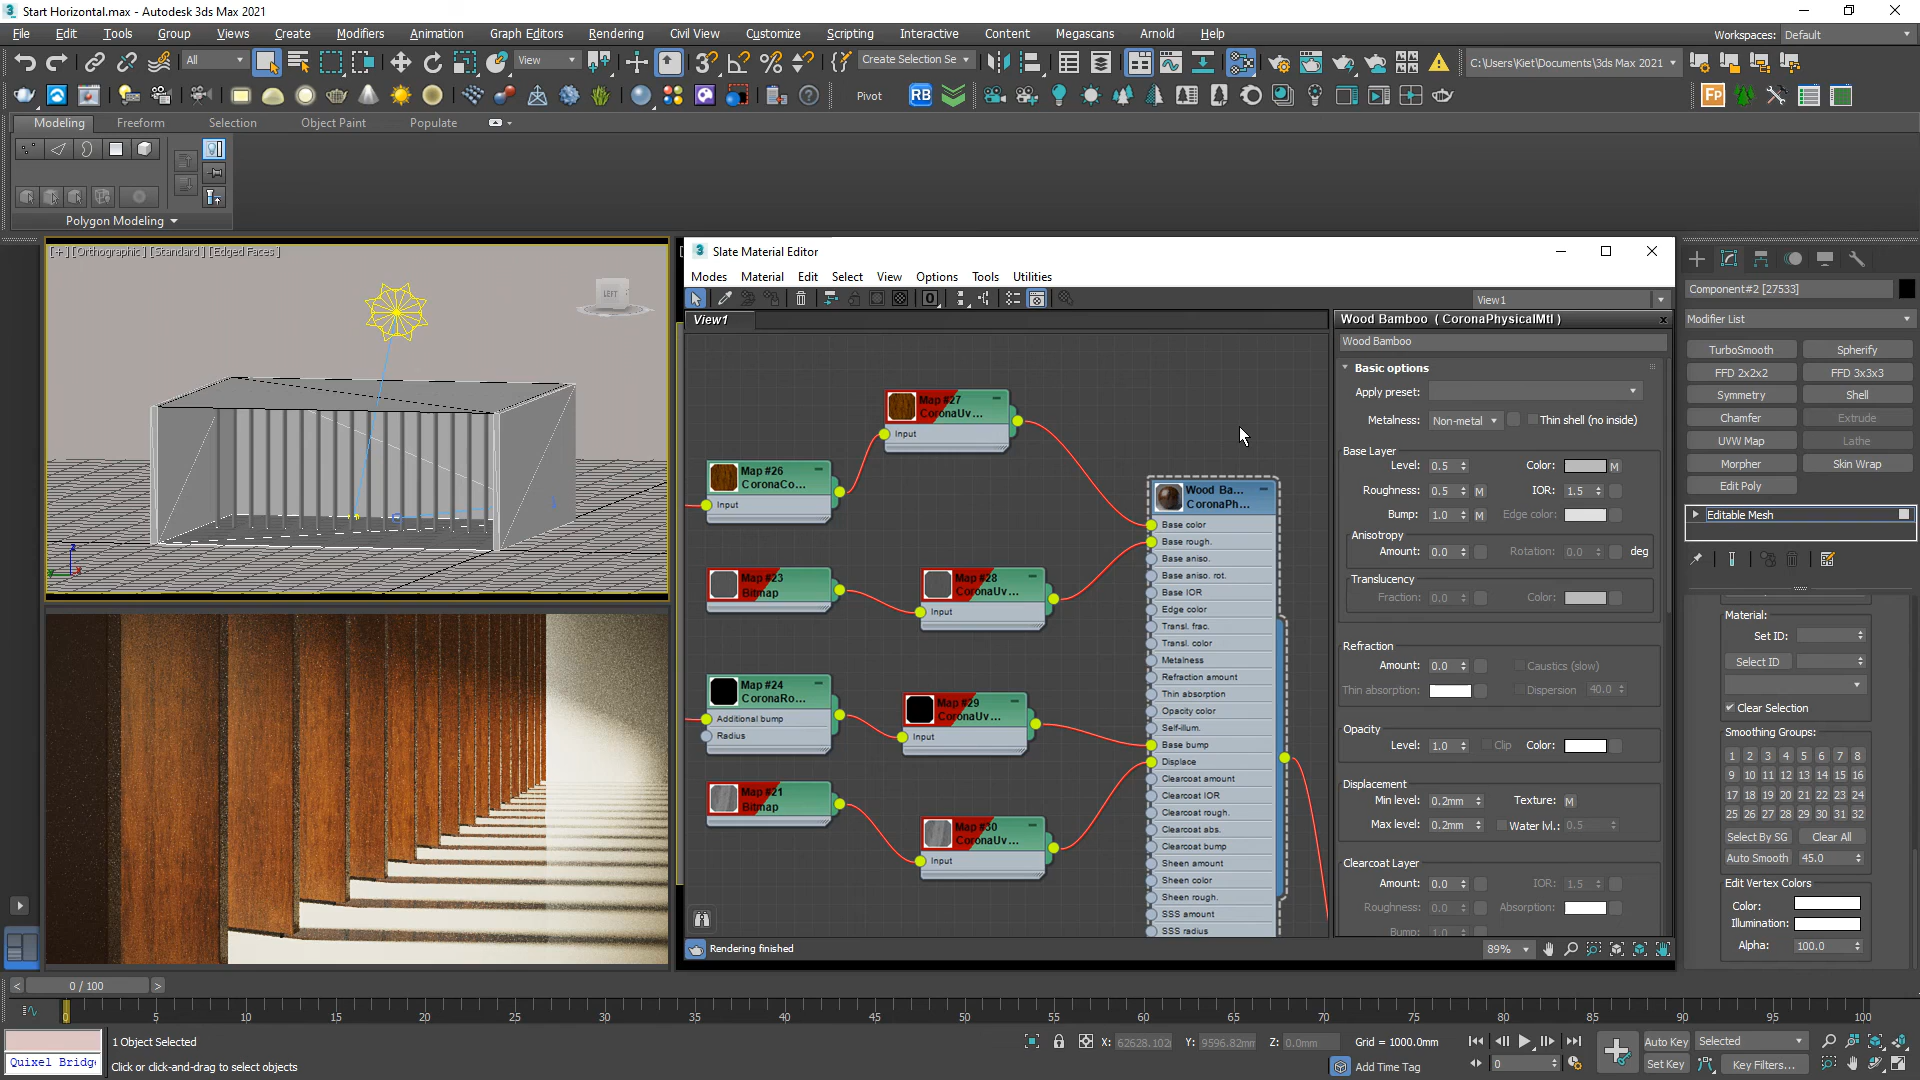 Start Horizontal.max - Autodesk 3ds Max 2021
File Edit Tools Group Views Create Modifiers Animation Graph Editors Rendering Civil View Customize Scripting Interactive Content Megascans Arnold Help
Workspaces: Default
All View Create Selection Se C:\Users\Kiet\Documents\3ds Max 2021
Pivot RB Fp
Modeling Freeform Selection Object Paint Populate
Polygon Modeling
[+] [Orthographic] [Standard] [Edged Faces]
LEFT
Slate Material Editor
Modes Material Edit Select View Options Tools Utilities
View1
View1
Map #27
CoronaUv...
Input
Map #26
CoronaCo...
Input
Map #23
Bitmap
Map #28
CoronaUv...
Input
Map #24
CoronaRo...
Additional bump
Radius
Map #29
CoronaUv...
Input
Map #21
Bitmap
Map #30
CoronaUv...
Input
Wood Ba...
CoronaPh...
Base color
Base rough.
Base aniso.
Base aniso. rot.
Base IOR
Edge color
Transl. frac.
Transl. color
Metalness
Refraction amount
Thin absorption
Opacity color
Self-illum.
Base bump
Displace
Clearcoat amount
Clearcoat IOR
Clearcoat rough.
Clearcoat abs.
Clearcoat bump
Sheen amount
Sheen color
Sheen rough.
SSS amount
SSS radius
Rendering finished
89%
Wood Bamboo ( CoronaPhysicalMtl ) x
Wood Bamboo
Basic options
Apply preset:
Metalness: Non-metal Thin shell (no inside)
Base Layer
Level: 0.5 Color: M
Roughness: 0.5 M IOR: 1.5
Bump: 1.0 M Edge color:
Anisotropy
Amount: 0.0 Rotation: 0.0 deg
Translucency
Fraction: 0.0 Color:
Refraction
Amount: 0.0 Caustics (slow)
Thin absorption: Dispersion 40.0
Opacity
Level: 1.0 Clip Color:
Displacement
Min level: 0.2mm Texture: M
Max level: 0.2mm Water lvl.: 0.5
Clearcoat Layer
Amount: 0.0 IOR: 1.5
Roughness: 0.0 Absorption:
Bump: 1.0
Component#2 [27533]
Modifier List
TurboSmooth Spherify
FFD 2x2x2 FFD 3x3x3
Symmetry Shell
Chamfer Extrude
UVW Map Lathe
Morpher Skin Wrap
Edit Poly
Editable Mesh
Material:
Set ID:
Select ID
Clear Selection
Smoothing Groups:
1 2 3 4 5 6 7 8
9 10 11 12 13 14 15 16
17 18 19 20 21 22 23 24
25 26 27 28 29 30 31 32
Select By SG Clear All
Auto Smooth 45.0
Edit Vertex Colors
Color:
Illumination:
Alpha: 100.0
< 0 / 100 >
0 5 10 15 20 25 30 35 40 45 50 55 60 65 70 75 80 85 90 95 100
1 Object Selected
X: 62628.102 Y: 9596.82mm Z: 0.0mm Grid = 1000.0mm
Auto Key Selected
Quixel Bridge
Click or click-and-drag to select objects
Add Time Tag
0
Set Key Key Filters...